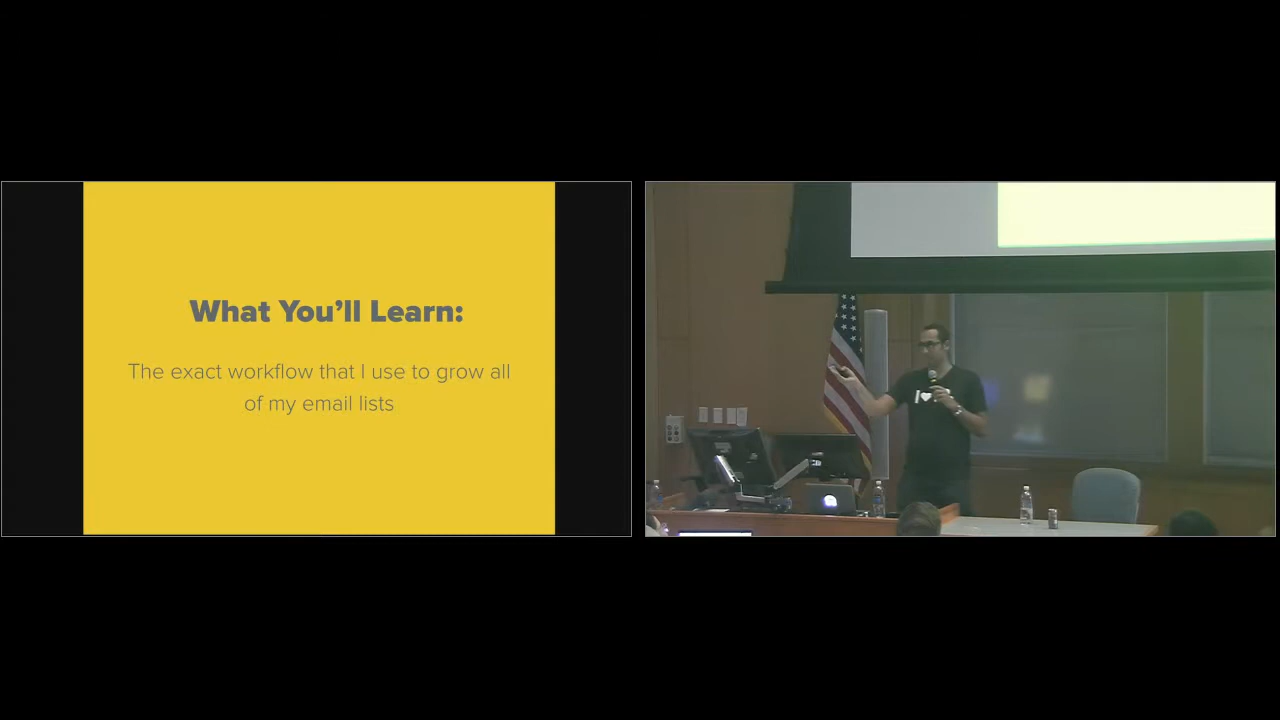 What You'll Learn:
The exact workflow that I use to grow all
of my email lists
I ♥